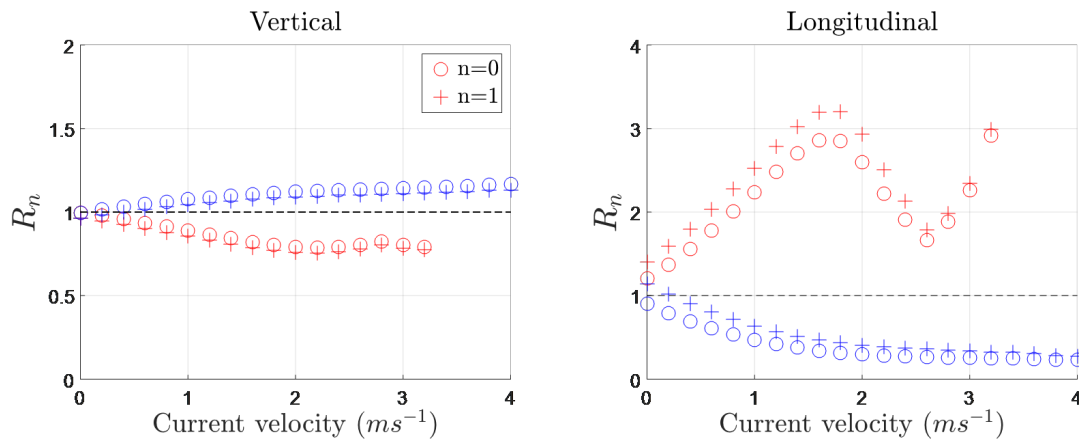 Vertical
2
1.5
1
0.5
0
R_n
0 1 2 3 4
Current velocity (ms⁻¹)
n=0
n=1
Longitudinal
4
3
2
1
0
R_n
0 1 2 3 4
Current velocity (ms⁻¹)